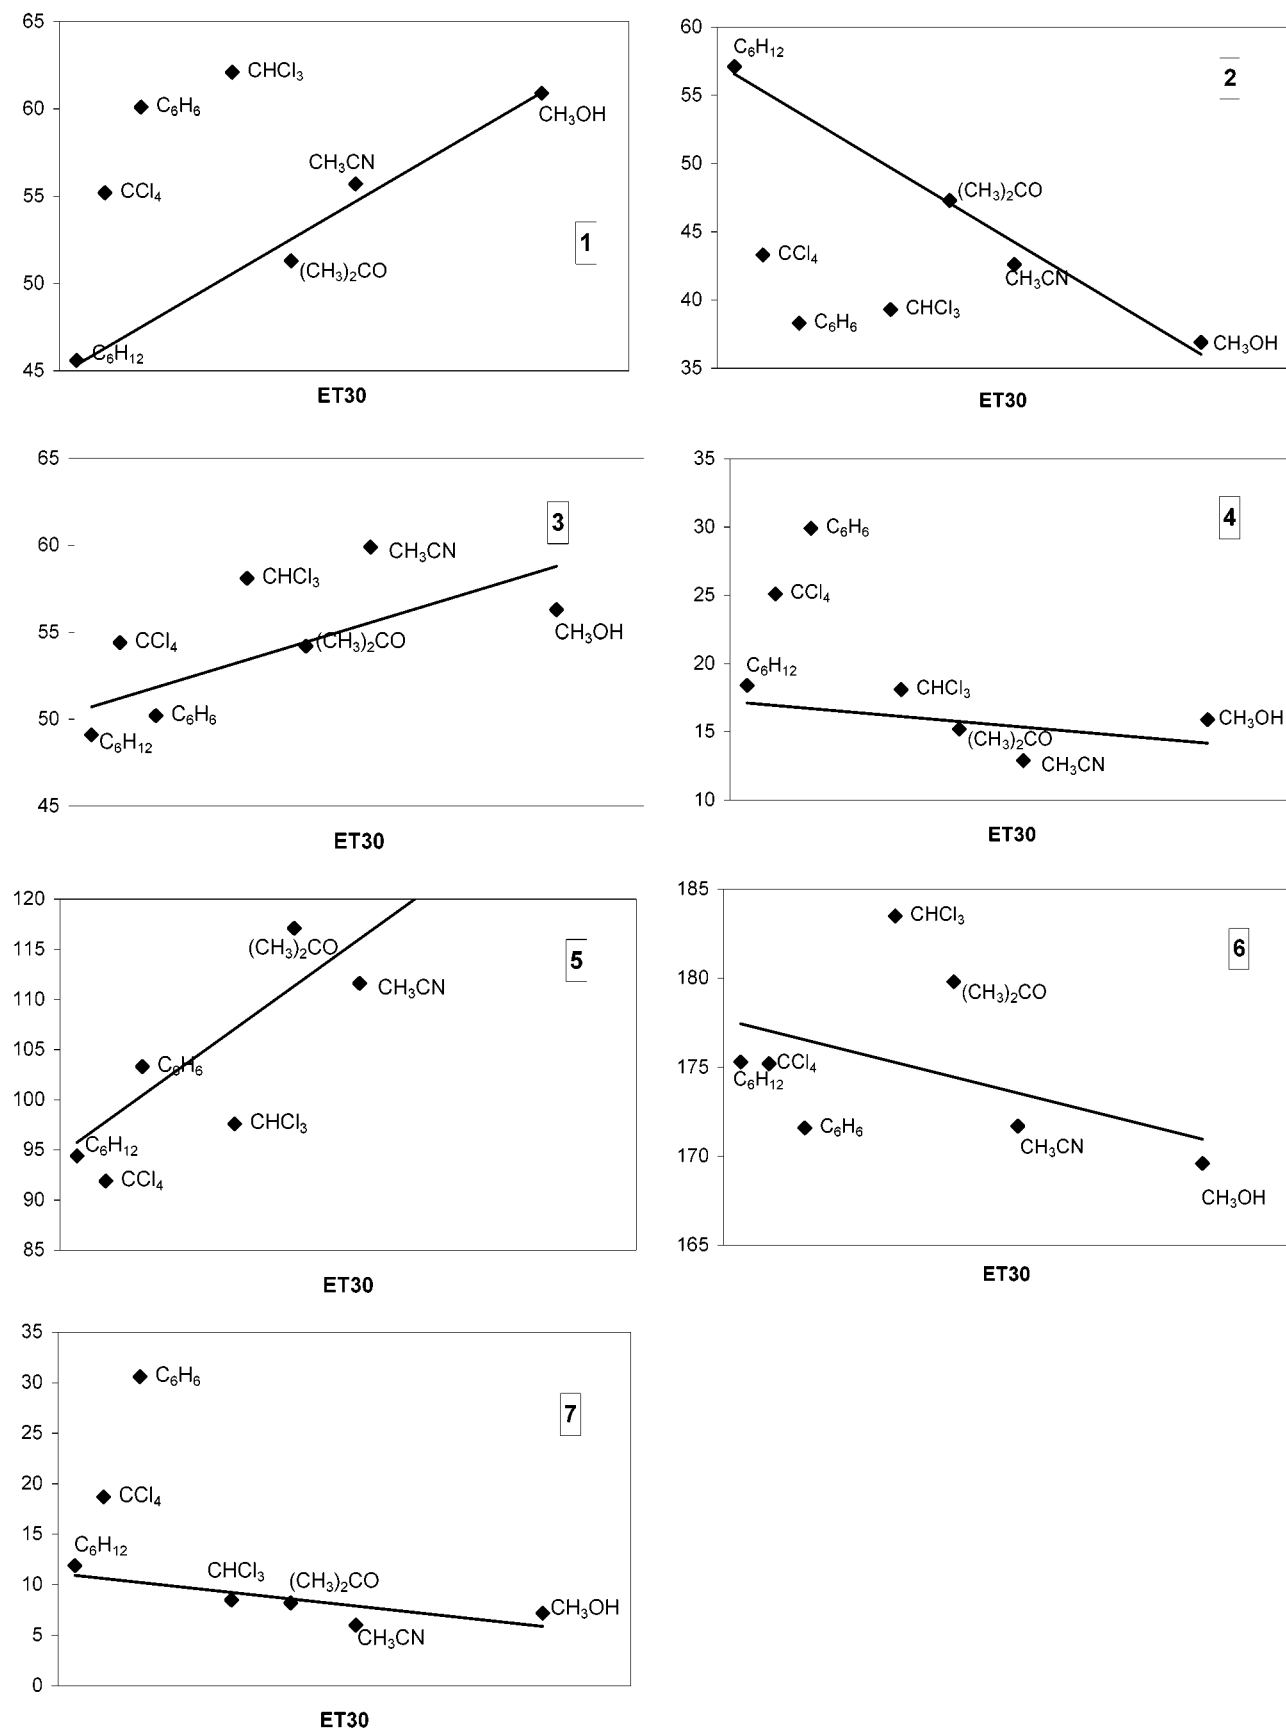 65
60
55
50
45
CHCl₃
C₆H₆
CH₃OH
CH₃CN
CCl₄
(CH₃)₂CO
C₆H₁₂
1
ET30
60
55
50
45
40
35
C₆H₁₂
2
(CH₃)₂CO
CCl₄
CH₃CN
CHCl₃
C₆H₆
CH₃OH
ET30
65
60
55
50
45
3
CH₃CN
CHCl₃
CCl₄
(CH₃)₂CO
CH₃OH
C₆H₆
C₆H₁₂
ET30
35
30
25
20
15
10
4
C₆H₆
CCl₄
C₆H₁₂
CHCl₃
CH₃OH
(CH₃)₂CO
CH₃CN
ET30
120
115
110
105
100
95
90
85
(CH₃)₂CO
5
CH₃CN
C₆H₆
CHCl₃
C₆H₁₂
CCl₄
ET30
185
180
175
170
165
CHCl₃
6
(CH₃)₂CO
CCl₄
C₆H₁₂
C₆H₆
CH₃CN
CH₃OH
ET30
35
30
25
20
15
10
5
0
C₆H₆
7
CCl₄
C₆H₁₂
CHCl₃
(CH₃)₂CO
CH₃OH
CH₃CN
ET30